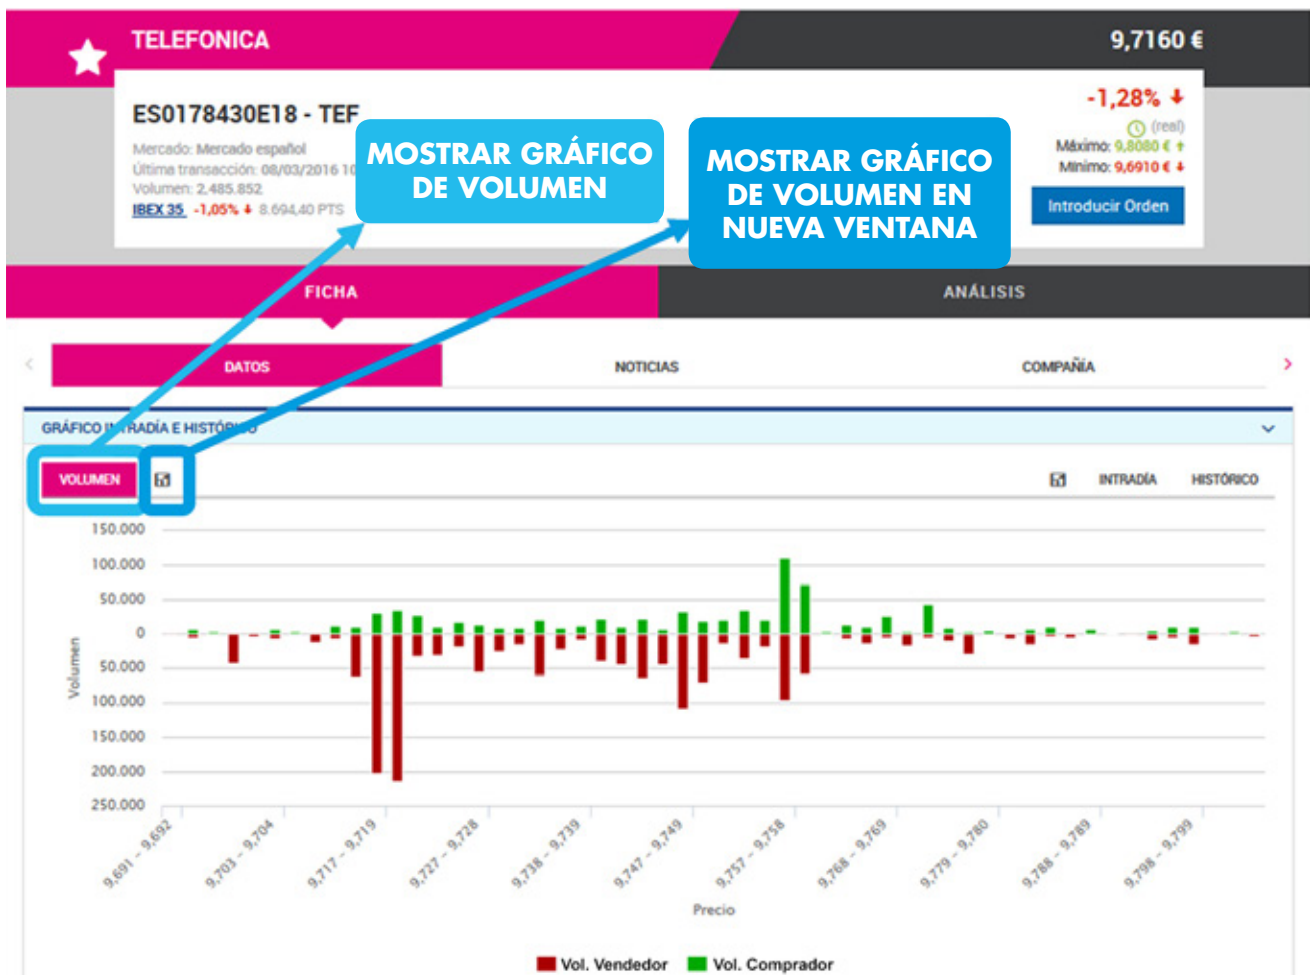 TELEFONICA
9,7160 €
ES0178430E18 - TEF
-1,28%
(real)
Mercado: Mercado español
Máximo: 9,8080 €
Última transacción: 08/03/2016 10
Mínimo: 9,6910 €
Volumen: 2.485.852
IBEX 35 -1,05% 8.694,40 PTS
Introducir Orden
MOSTRAR GRÁFICO
DE VOLUMEN
MOSTRAR GRÁFICO
DE VOLUMEN EN
NUEVA VENTANA
FICHA
ANÁLISIS
DATOS
NOTICIAS
COMPAÑÍA
GRÁFICO INTRADÍA E HISTÓRICO
VOLUMEN
INTRADÍA
HISTÓRICO
150.000
100.000
50.000
0
50.000
100.000
150.000
200.000
250.000
Volumen
9,691 - 9,692
9,703 - 9,704
9,717 - 9,719
9,727 - 9,728
9,738 - 9,739
9,747 - 9,749
9,757 - 9,758
9,768 - 9,769
9,779 - 9,780
9,788 - 9,789
9,798 - 9,799
Precio
Vol. Vendedor
Vol. Comprador